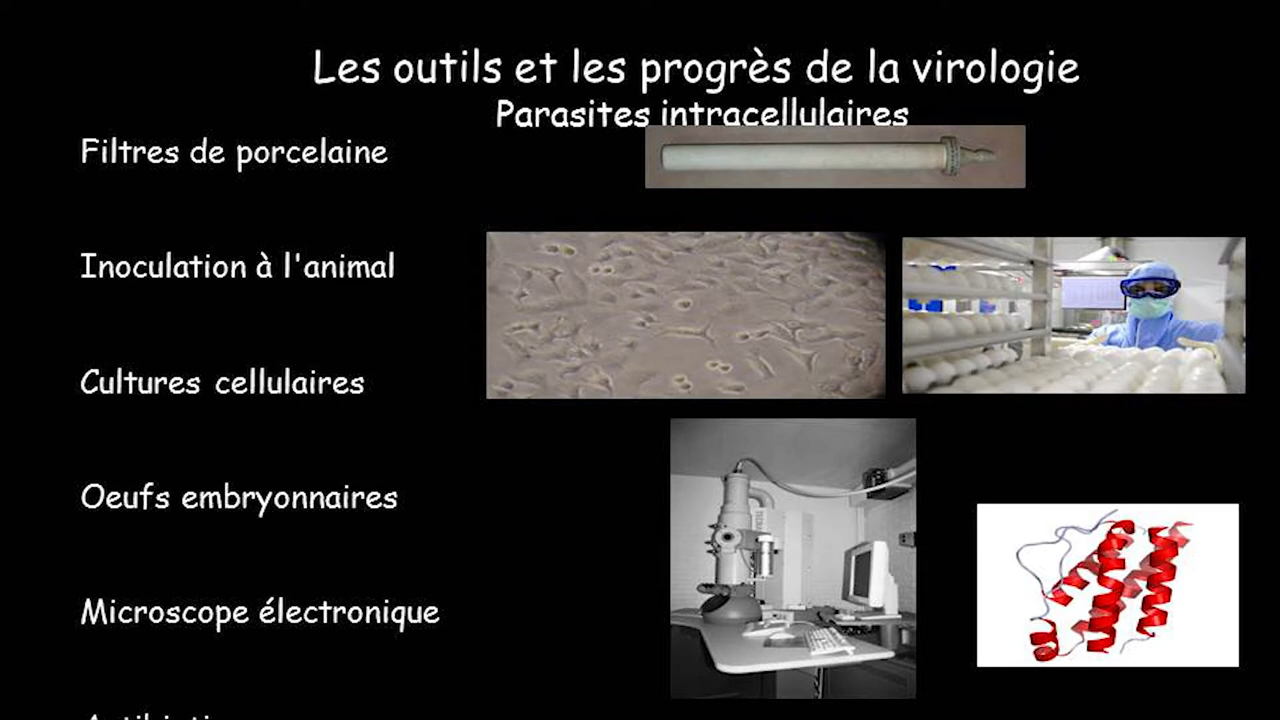 Les outils et les progrès de la virologie
Parasites intracellulaires
Filtres de porcelaine
Inoculation à l'animal
Cultures cellulaires
Oeufs embryonnaires
Microscope électronique